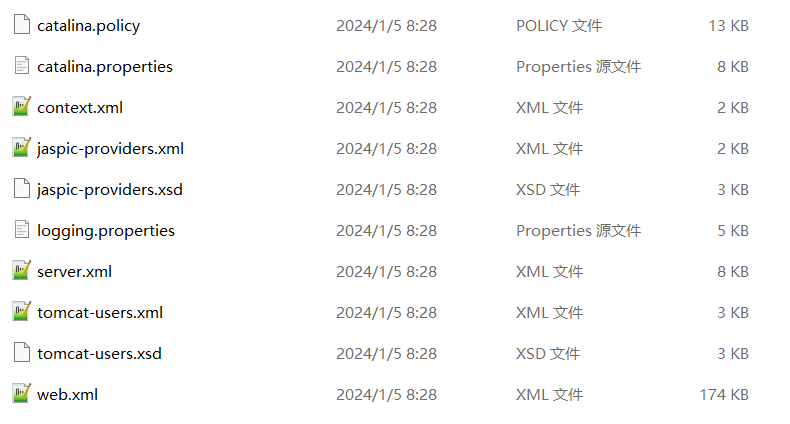 catalina.policy 2024/1/5 8:28 POLICY 文件 13 KB
catalina.properties 2024/1/5 8:28 Properties 源文件 8 KB
context.xml 2024/1/5 8:28 XML 文件 2 KB
jaspic-providers.xml 2024/1/5 8:28 XML 文件 2 KB
jaspic-providers.xsd 2024/1/5 8:28 XSD 文件 3 KB
logging.properties 2024/1/5 8:28 Properties 源文件 5 KB
server.xml 2024/1/5 8:28 XML 文件 8 KB
tomcat-users.xml 2024/1/5 8:28 XML 文件 3 KB
tomcat-users.xsd 2024/1/5 8:28 XSD 文件 3 KB
web.xml 2024/1/5 8:28 XML 文件 174 KB